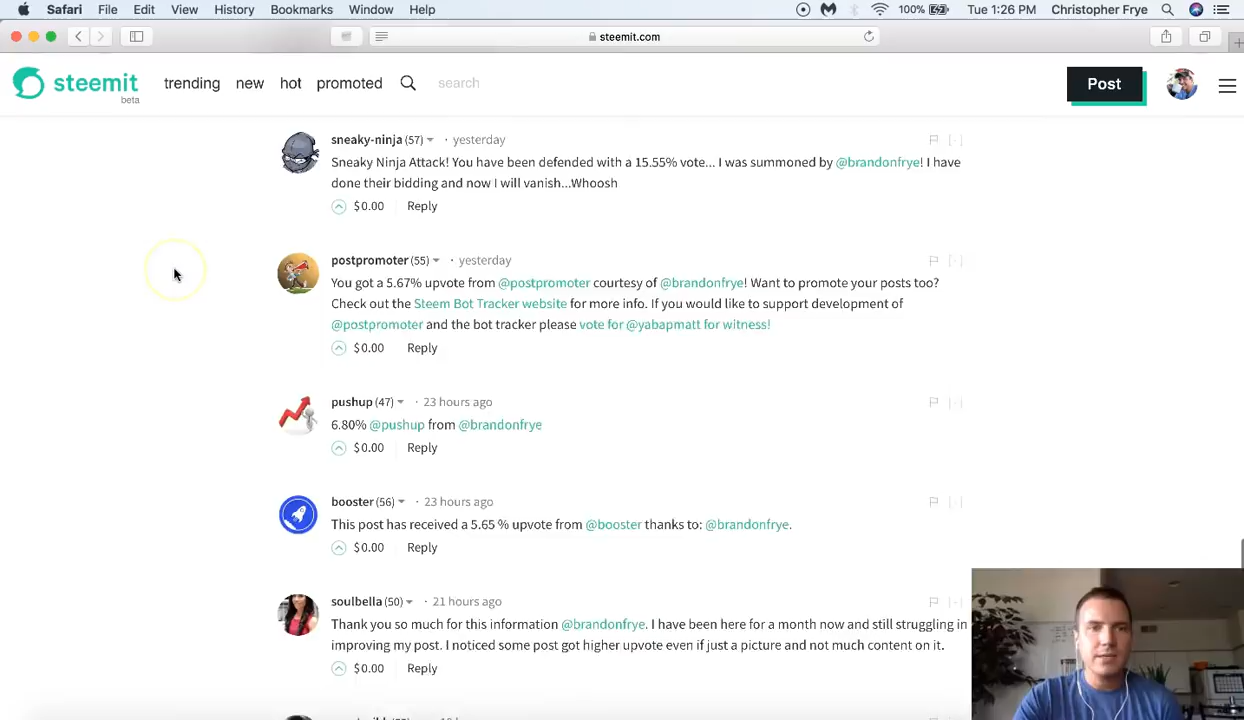 Safari File Edit View History Bookmarks Window Help 100% Tue 1:26 PM Christopher Frye
steemit.com
steemit beta trending new hot promoted search Post
sneaky-ninja (57) · yesterday
Sneaky Ninja Attack! You have been defended with a 15.55% vote... I was summoned by @brandonfrye! I have
done their bidding and now I will vanish...Whoosh
$0.00 Reply
postpromoter (55) · yesterday
You got a 5.67% upvote from @postpromoter courtesy of @brandonfrye! Want to promote your posts too?
Check out the Steem Bot Tracker website for more info. If you would like to support development of
@postpromoter and the bot tracker please vote for @yabapmatt for witness!
$0.00 Reply
pushup (47) · 23 hours ago
6.80% @pushup from @brandonfrye
$0.00 Reply
booster (56) · 23 hours ago
This post has received a 5.65 % upvote from @booster thanks to: @brandonfrye.
$0.00 Reply
soulbella (50) · 21 hours ago
Thank you so much for this information @brandonfrye. I have been here for a month now and still struggling in
improving my post. I noticed some post got higher upvote even if just a picture and not much content on it.
$0.00 Reply